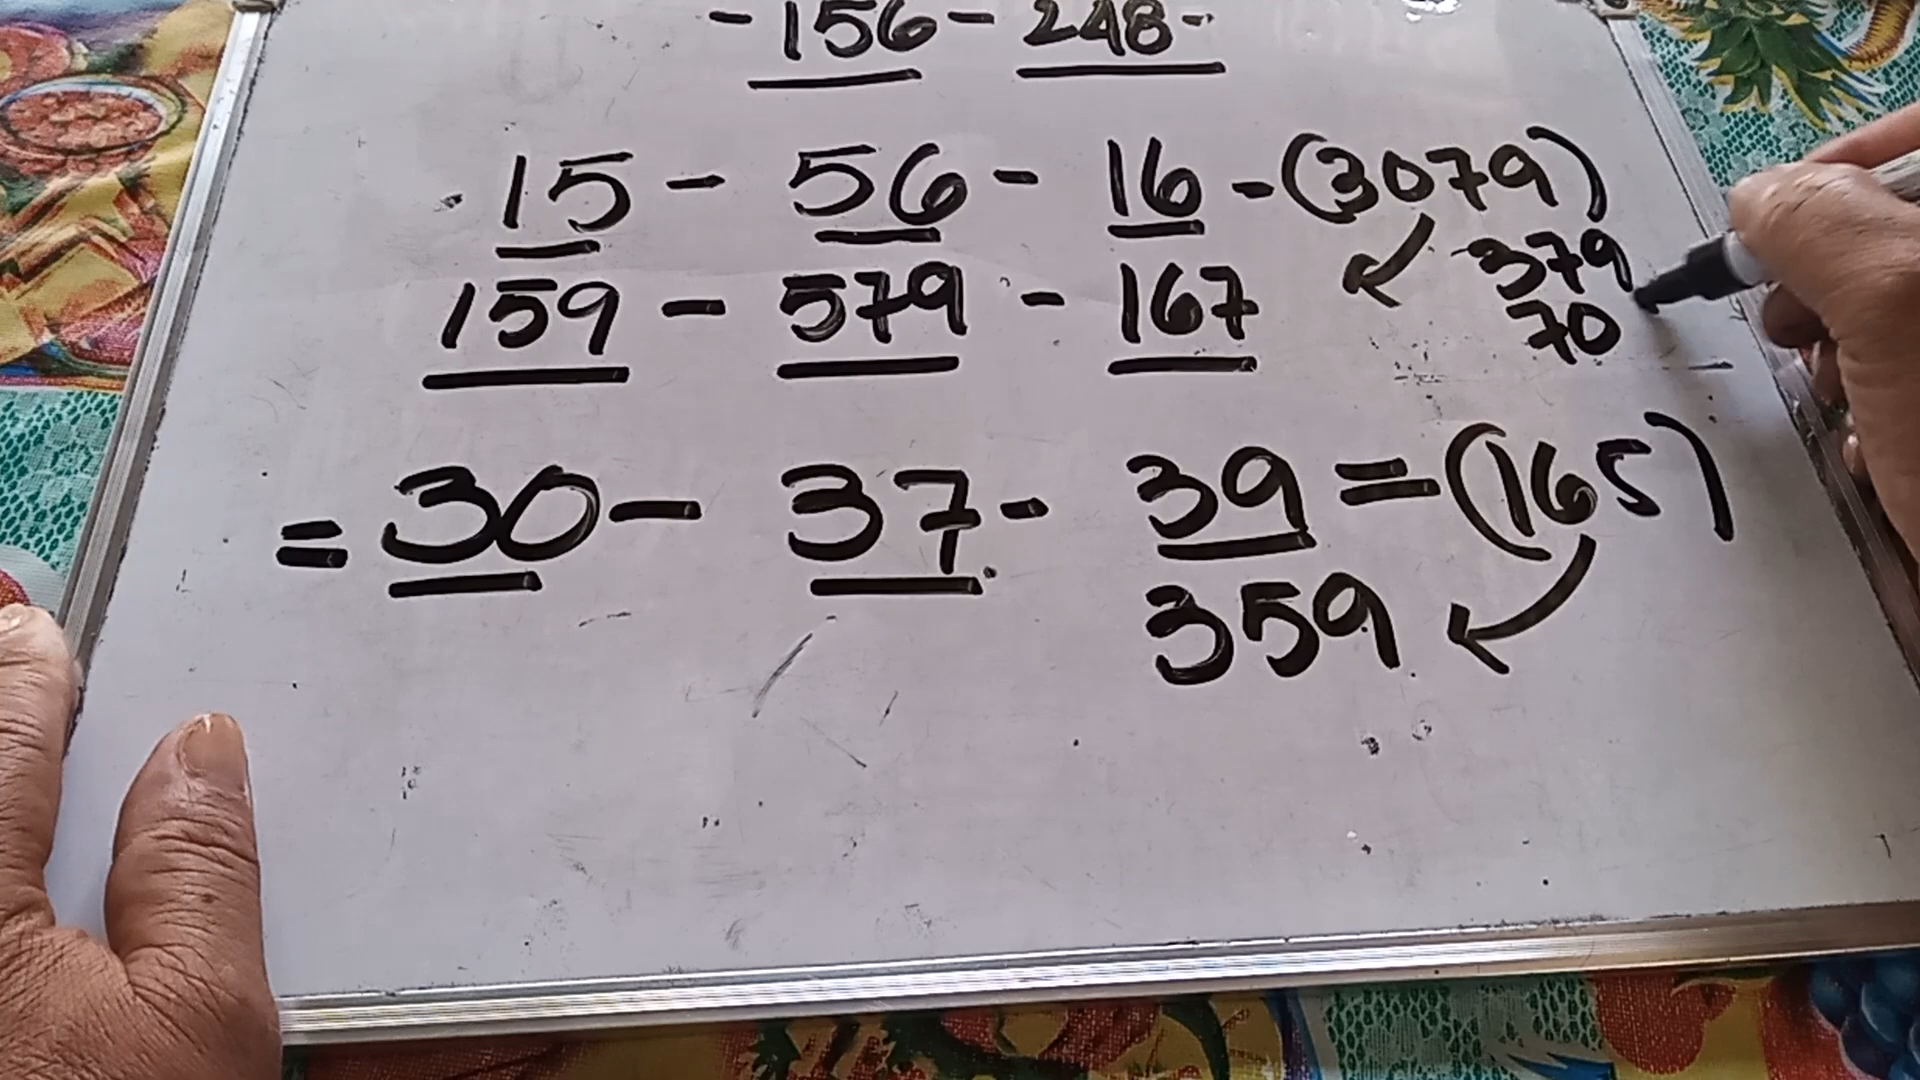 - 156 - 248 -
15 - 56 - 16 - (3079)
379
159 - 579 - 167
70
= 30 - 37 - 39 = (165)
359